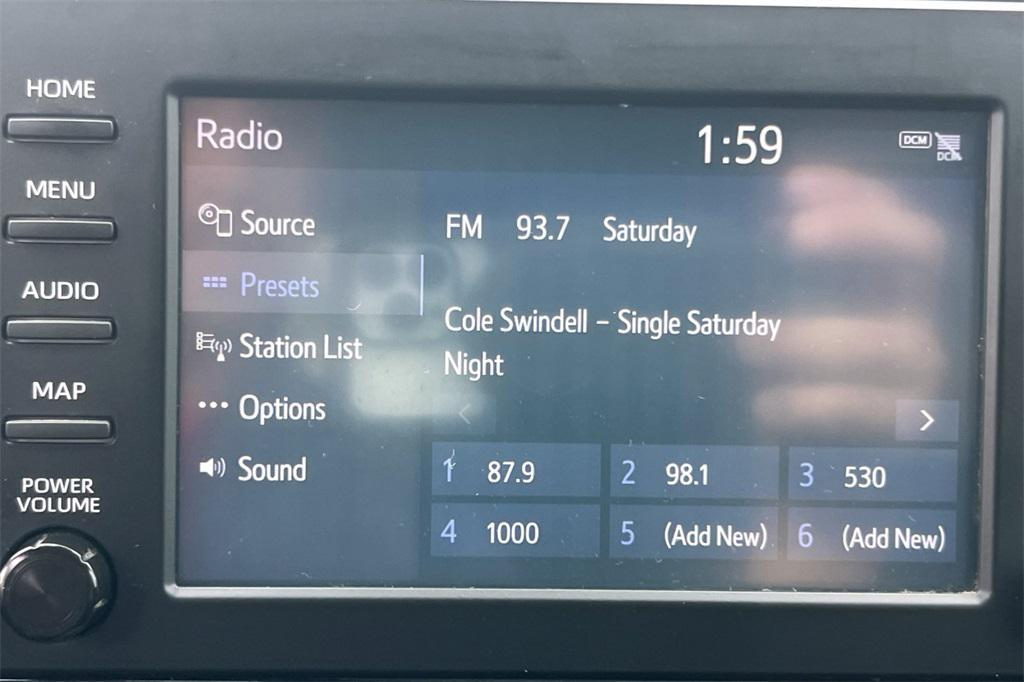 HOME
MENU
AUDIO
MAP
POWER
VOLUME
Radio 1:59 DCM DCM
Source
Presets
Station List
Options
Sound
FM 93.7 Saturday
Cole Swindell – Single Saturday
Night
1 87.9 2 98.1 3 530
4 1000 5 (Add New) 6 (Add New)